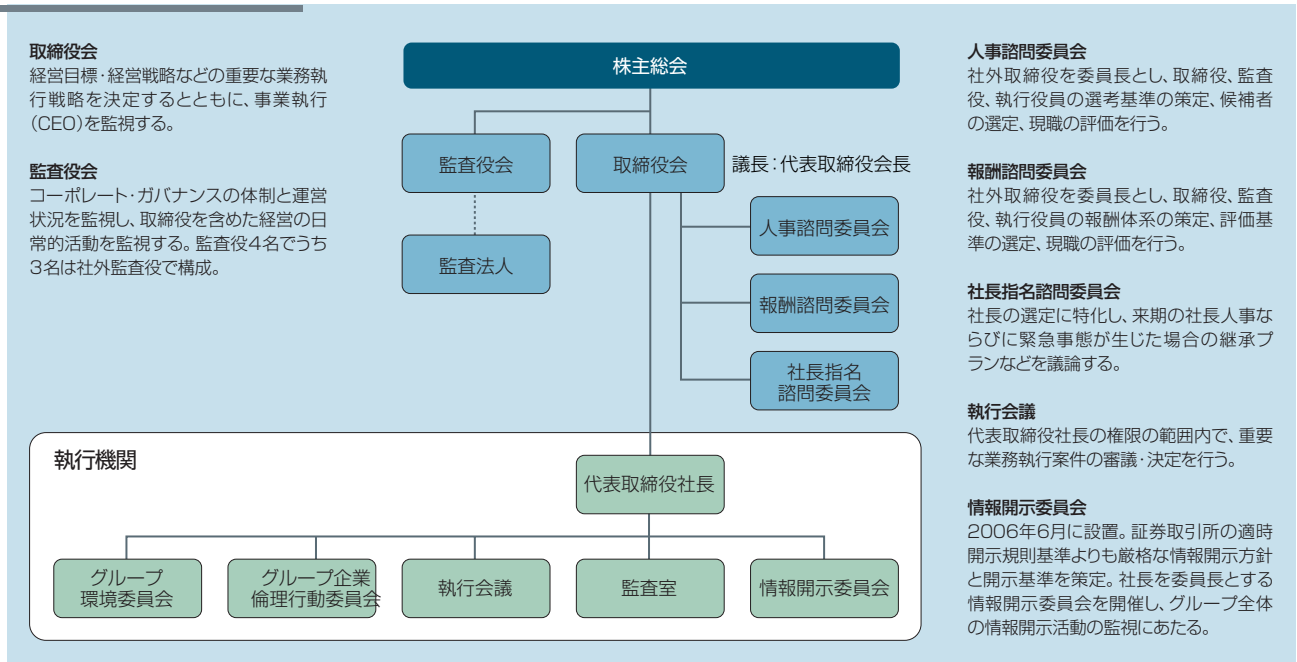 取締役会
経営目標・経営戦略などの重要な業務執
行戦略を決定するとともに、事業執行
(CEO)を監視する。
監査役会
コーポレート・ガバナンスの体制と運営
状況を監視し、取締役を含めた経営の日
常的活動を監視する。監査役4名でうち
3名は社外監査役で構成。
株主総会
監査役会
取締役会
議長:代表取締役会長
監査法人
人事諮問委員会
報酬諮問委員会
社長指名
諮問委員会
執行機関
代表取締役社長
グループ
環境委員会
グループ企業
倫理行動委員会
執行会議
監査室
情報開示委員会
人事諮問委員会
社外取締役を委員長とし、取締役、監査
役、執行役員の選考基準の策定、候補者
の選定、現職の評価を行う。
報酬諮問委員会
社外取締役を委員長とし、取締役、監査
役、執行役員の報酬体系の策定、評価基
準の選定、現職の評価を行う。
社長指名諮問委員会
社長の選定に特化し、来期の社長人事な
らびに緊急事態が生じた場合の継承プ
ランなどを議論する。
執行会議
代表取締役社長の権限の範囲内で、重要
な業務執行案件の審議・決定を行う。
情報開示委員会
2006年6月に設置。証券取引所の適時
開示規則基準よりも厳格な情報開示方針
と開示基準を策定。社長を委員長とする
情報開示委員会を開催し、グループ全体
の情報開示活動の監視にあたる。